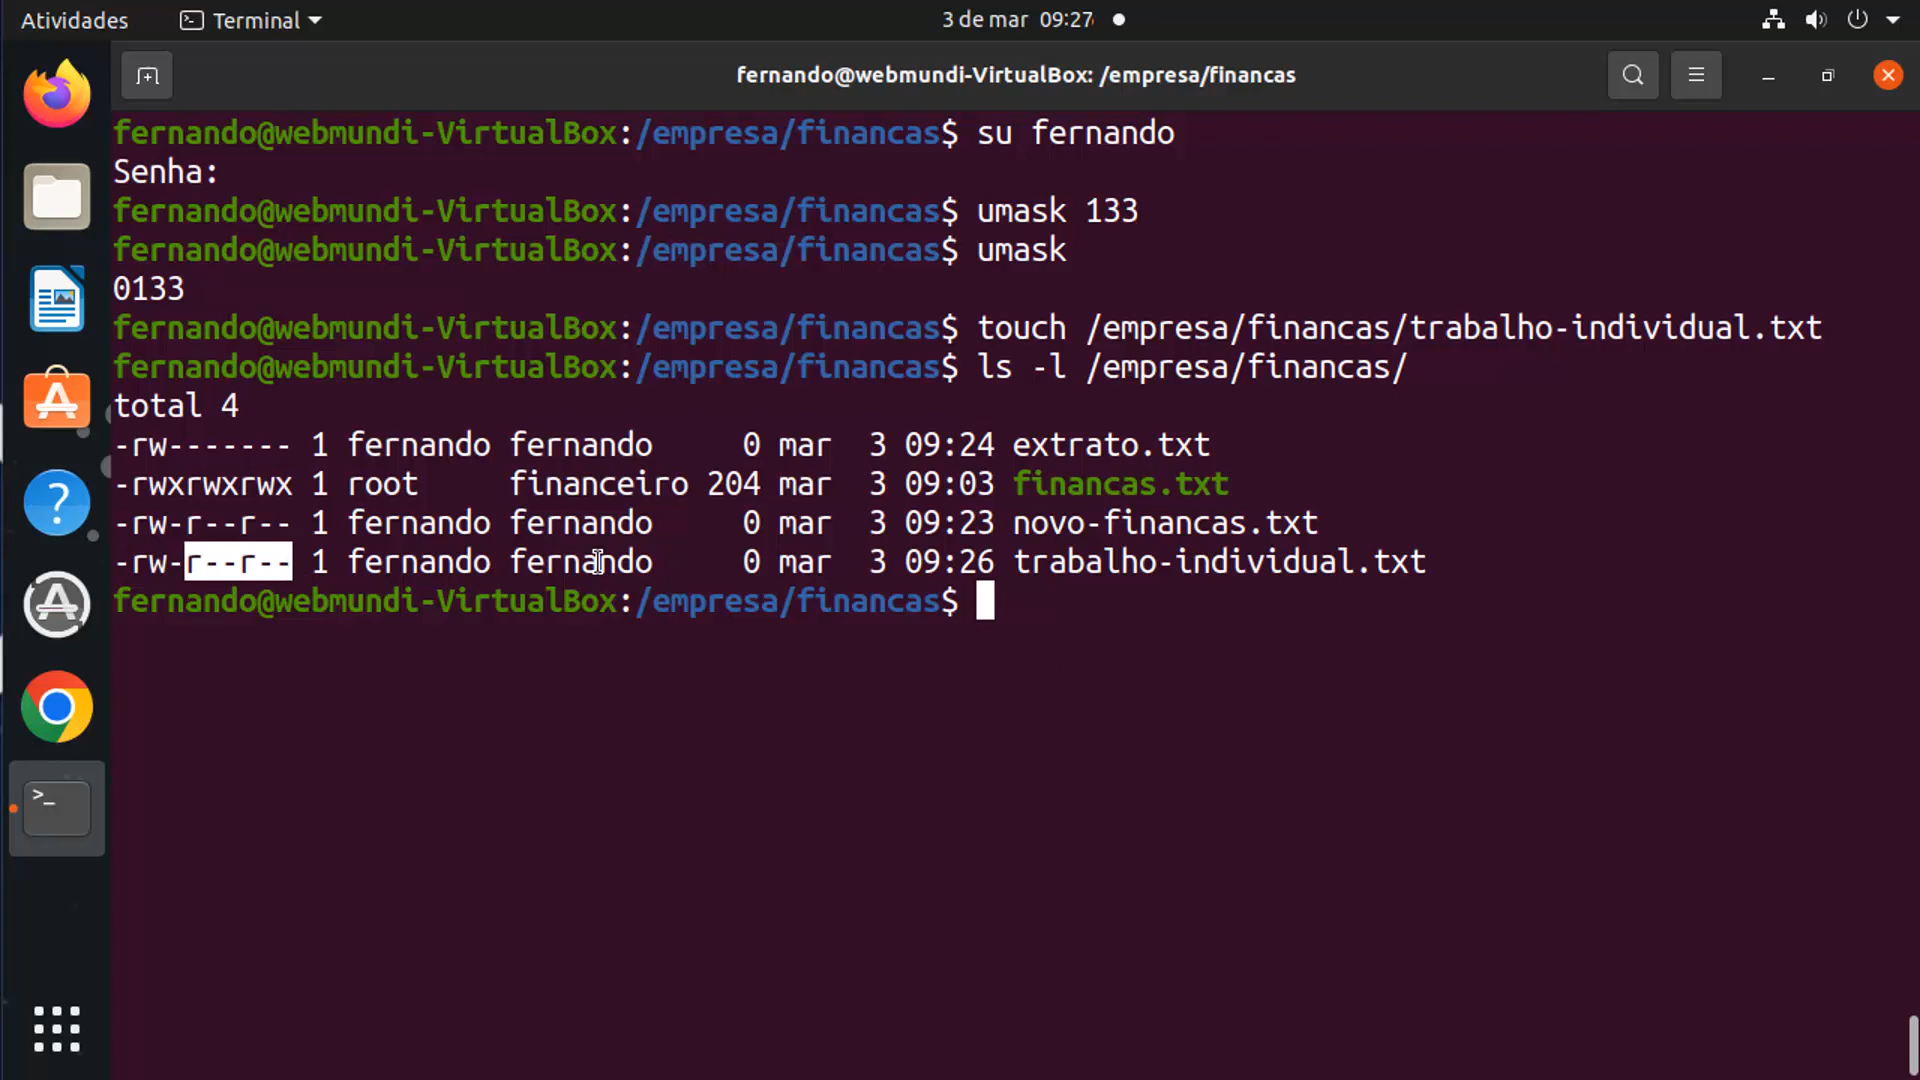 Atividades Terminal 3 de mar 09:27
fernando@webmundi-VirtualBox: /empresa/financas
fernando@webmundi-VirtualBox:/empresa/financas$ su fernando
Senha:
fernando@webmundi-VirtualBox:/empresa/financas$ umask 133
fernando@webmundi-VirtualBox:/empresa/financas$ umask
0133
fernando@webmundi-VirtualBox:/empresa/financas$ touch /empresa/financas/trabalho-individual.txt
fernando@webmundi-VirtualBox:/empresa/financas$ ls -l /empresa/financas/
total 4
-rw------- 1 fernando fernando     0 mar  3 09:24 extrato.txt
-rwxrwxrwx 1 root     financeiro 204 mar  3 09:03 financas.txt
-rw-r--r-- 1 fernando fernando     0 mar  3 09:23 novo-financas.txt
-rw-r--r-- 1 fernando fernando     0 mar  3 09:26 trabalho-individual.txt
fernando@webmundi-VirtualBox:/empresa/financas$